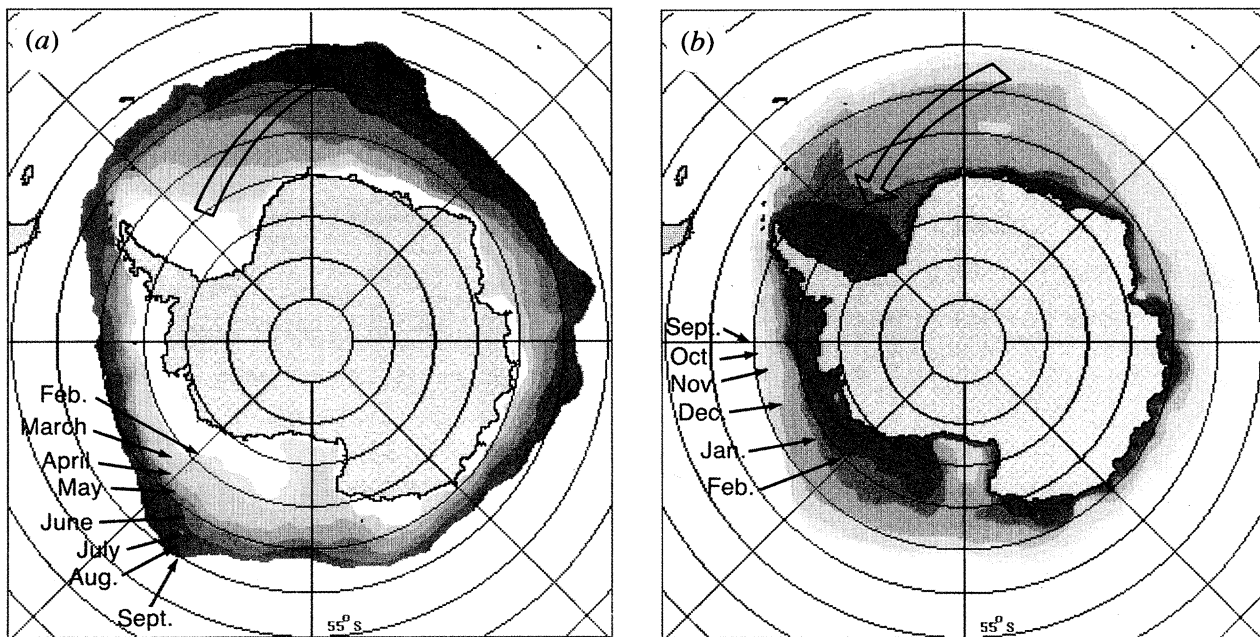 (a)
Feb.
March
April
May
June
July
Aug.
Sept.
55° S
(b)
Sept.
Oct.
Nov.
Dec.
Jan.
Feb.
55° S